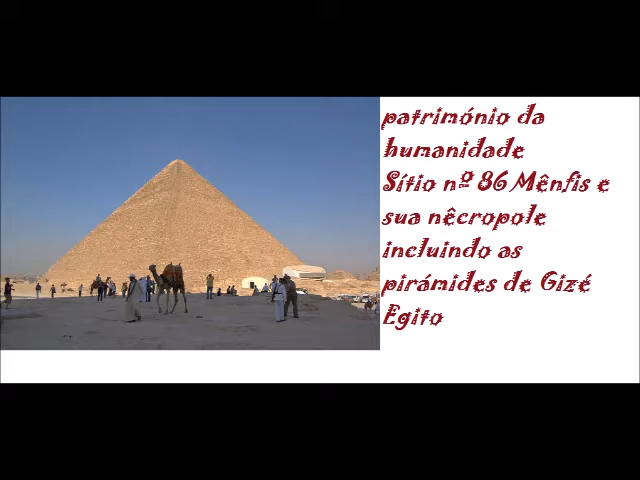 património da
humanidade
Sítio nº 86 Mênfis e
sua nêcropole
incluindo as
pirámides de Gizé
Egito